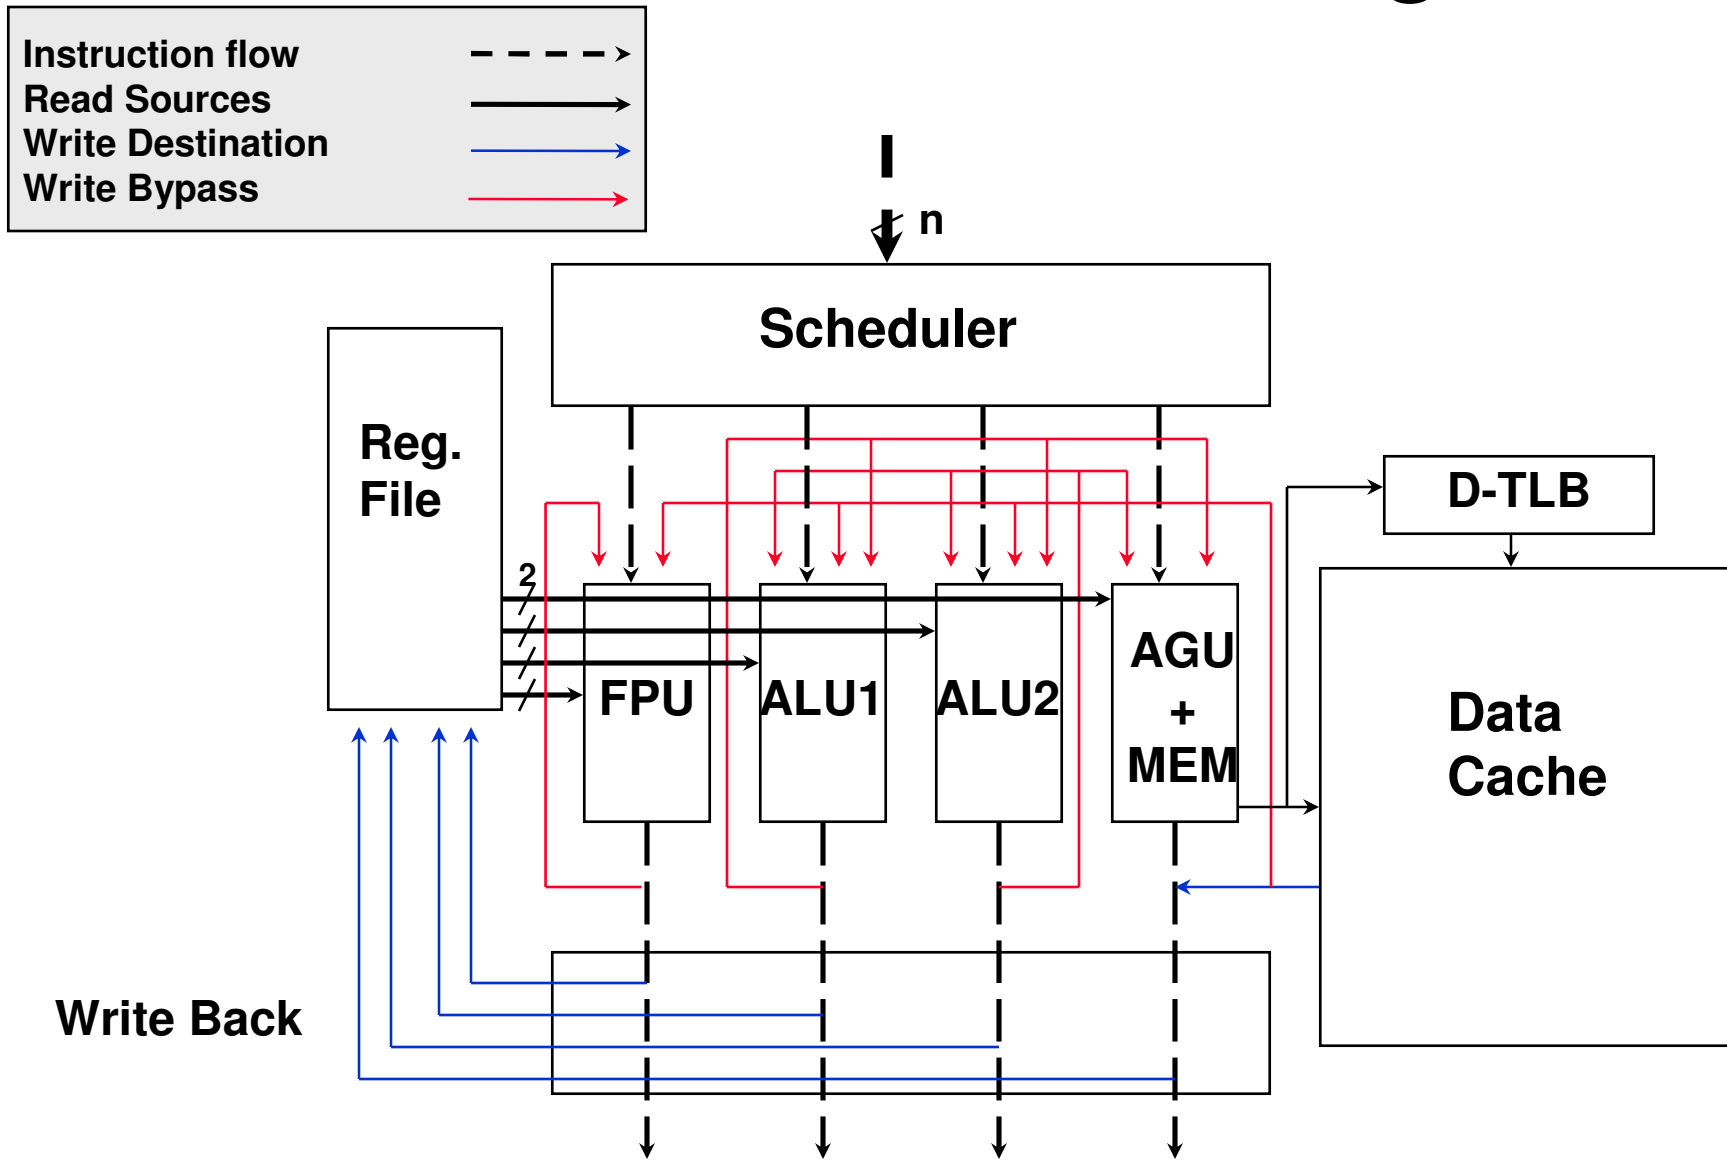 Instruction flow
Read Sources
Write Destination
Write Bypass
n
Scheduler
Reg.
File
D-TLB
2
FPU
ALU1
ALU2
AGU
+
MEM
Data
Cache
Write Back